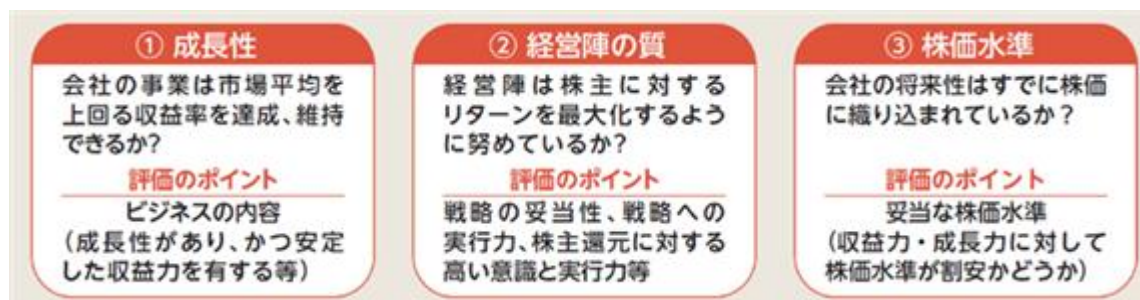 ① 成長性
会社の事業は市場平均を
上回る収益率を達成、維持
できるか?
評価のポイント
ビジネスの内容
（成長性があり、かつ安定
した収益力を有する等）
② 経営陣の質
経営陣は株主に対する
リターンを最大化するよう
に努めているか?
評価のポイント
戦略の妥当性、戦略への
実行力、株主還元に対する
高い意識と実行力等
③ 株価水準
会社の将来性はすでに株価
に織り込まれているか？
評価のポイント
妥当な株価水準
（収益力・成長力に対して
株価水準が割安かどうか）